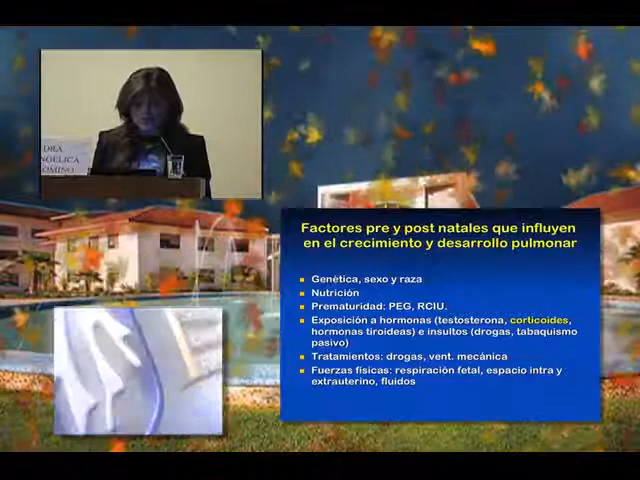 DRA.
Factores pre y post natales que influyen
en el crecimiento y desarrollo pulmonar
Genética, sexo y raza
Nutrición
Prematuridad: PEG, RCIU.
Exposición a hormonas (testosterona, corticoides,
hormonas tiroideas) e insultos (drogas, tabaquismo
pasivo)
Tratamientos: drogas, vent. mecánica
Fuerzas físicas: respiración fetal, espacio intra y
extrauterino, fluidos